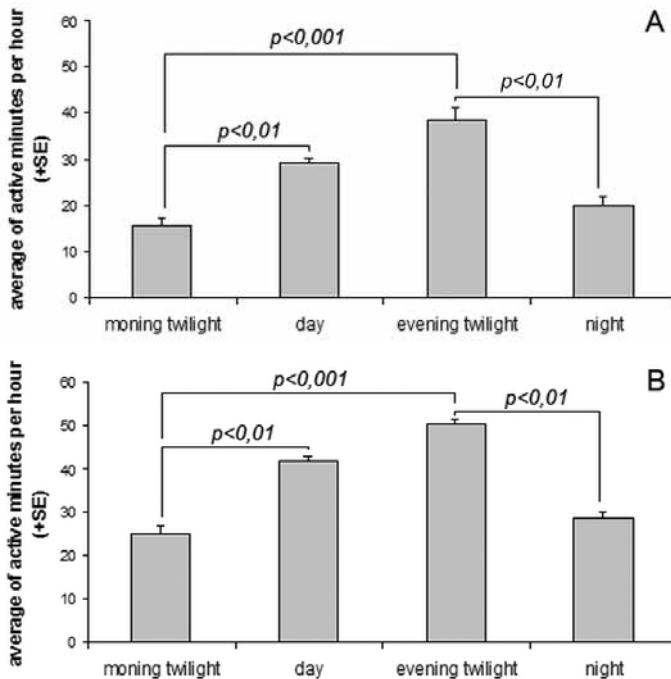 A
average of active minutes per hour
(+SE)
60
50
40
30
20
10
0
p<0,001
p<0,01
p<0,01
moning twilight
day
evening twilight
night
B
average of active minutes per hour
(+SE)
60
50
40
30
20
10
0
p<0,001
p<0,01
p<0,01
moning twilight
day
evening twilight
night